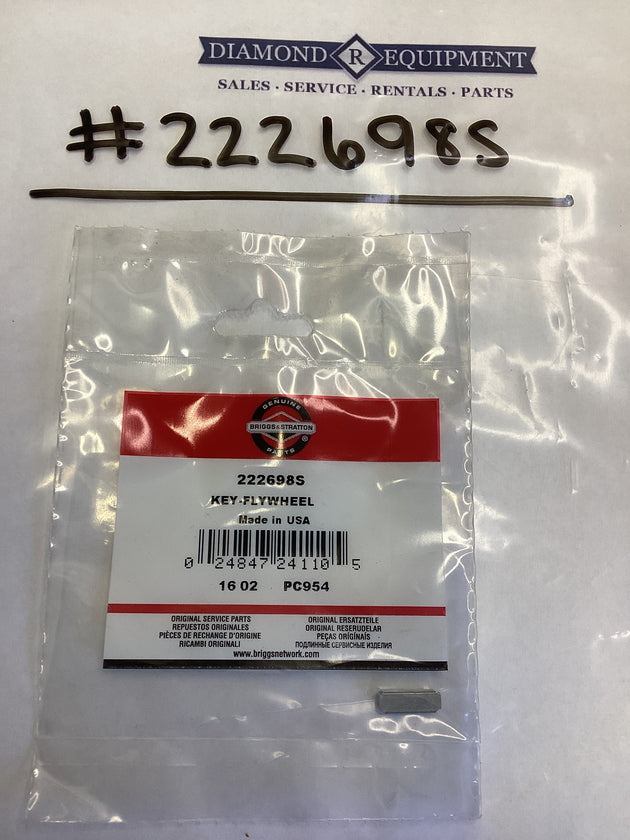 DIAMOND R EQUIPMENT
SALES · SERVICE · RENTALS · PARTS
#222698S
GENUINE
BRIGGS&STRATTON
PARTS
®
222698S
KEY-FLYWHEEL
Made in USA
0 24847 24110 5
16 02 PC954
ORIGINAL SERVICE PARTS
REPUESTOS ORIGINALES
PIÈCES DE RECHANGE D'ORIGINE
RICAMBI ORIGINALI
ORIGINAL ERSATZTEILE
ORIGINAL RESERUDELAR
PEÇAS ORIGINAIS
ПОДЛИННЫЕ СЕРВИСНЫЕ ИЗДЕЛИЯ
www.briggsnetwork.com